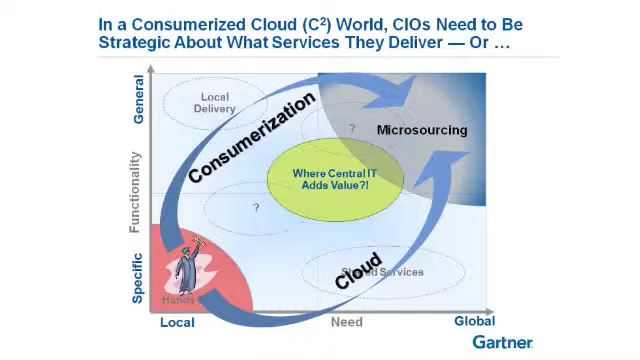 In a Consumerized Cloud (C²) World, CIOs Need to Be
Strategic About What Services They Deliver — Or …
General
Functionality
Specific
Local
Delivery
Consumerization
?
Microsourcing
Where Central IT
Adds Value?!
?
Cloud
Services
Hands
Local
Need
Global
Gartner